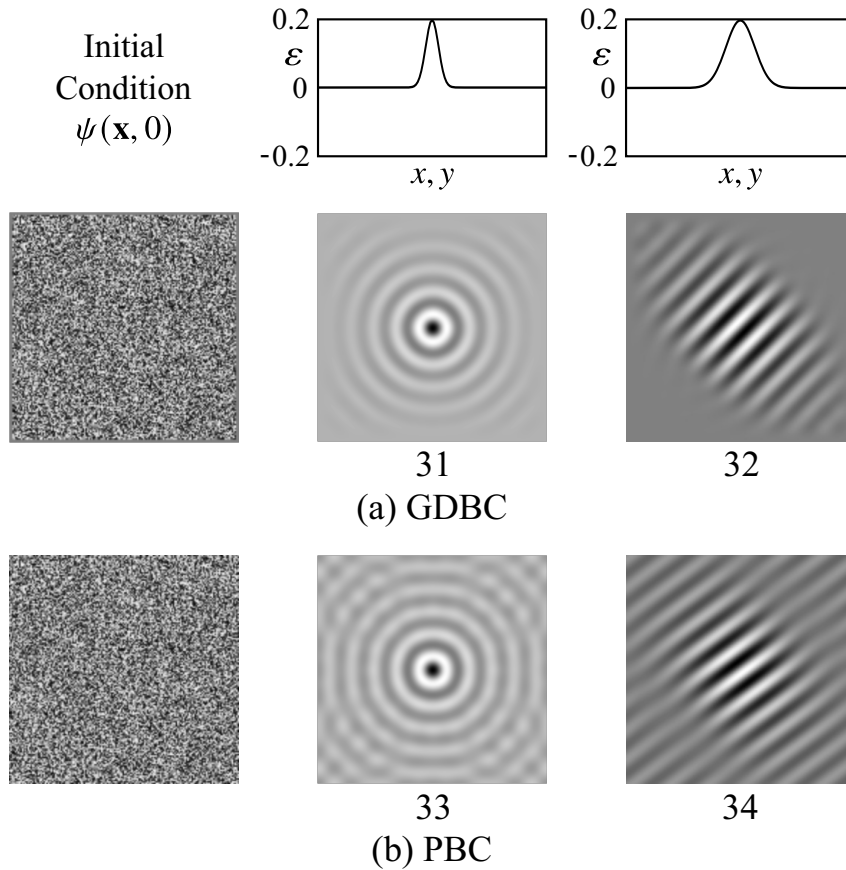 Initial
Condition
ψ(x, 0)
0.2
ε
0
-0.2
x, y
0.2
ε
0
-0.2
x, y
31
32
(a) GDBC
33
34
(b) PBC